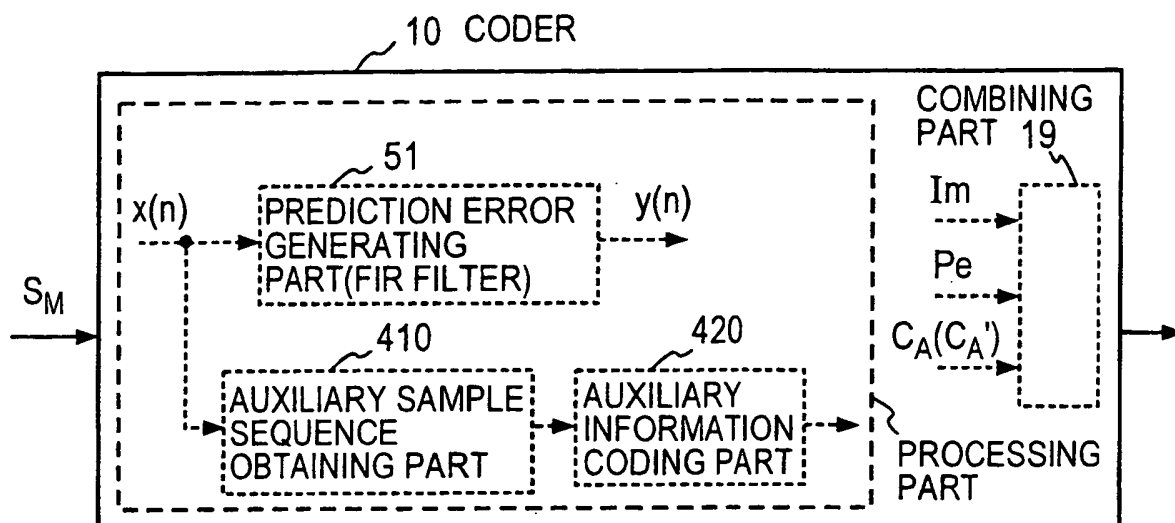 10 CODER
COMBINING
PART 19
51
x(n)
PREDICTION ERROR
GENERATING
PART(FIR FILTER)
y(n)
Im
Pe
S_M
C_A(C_A')
410
420
AUXILIARY SAMPLE
SEQUENCE
OBTAINING PART
AUXILIARY
INFORMATION
CODING PART
PROCESSING
PART